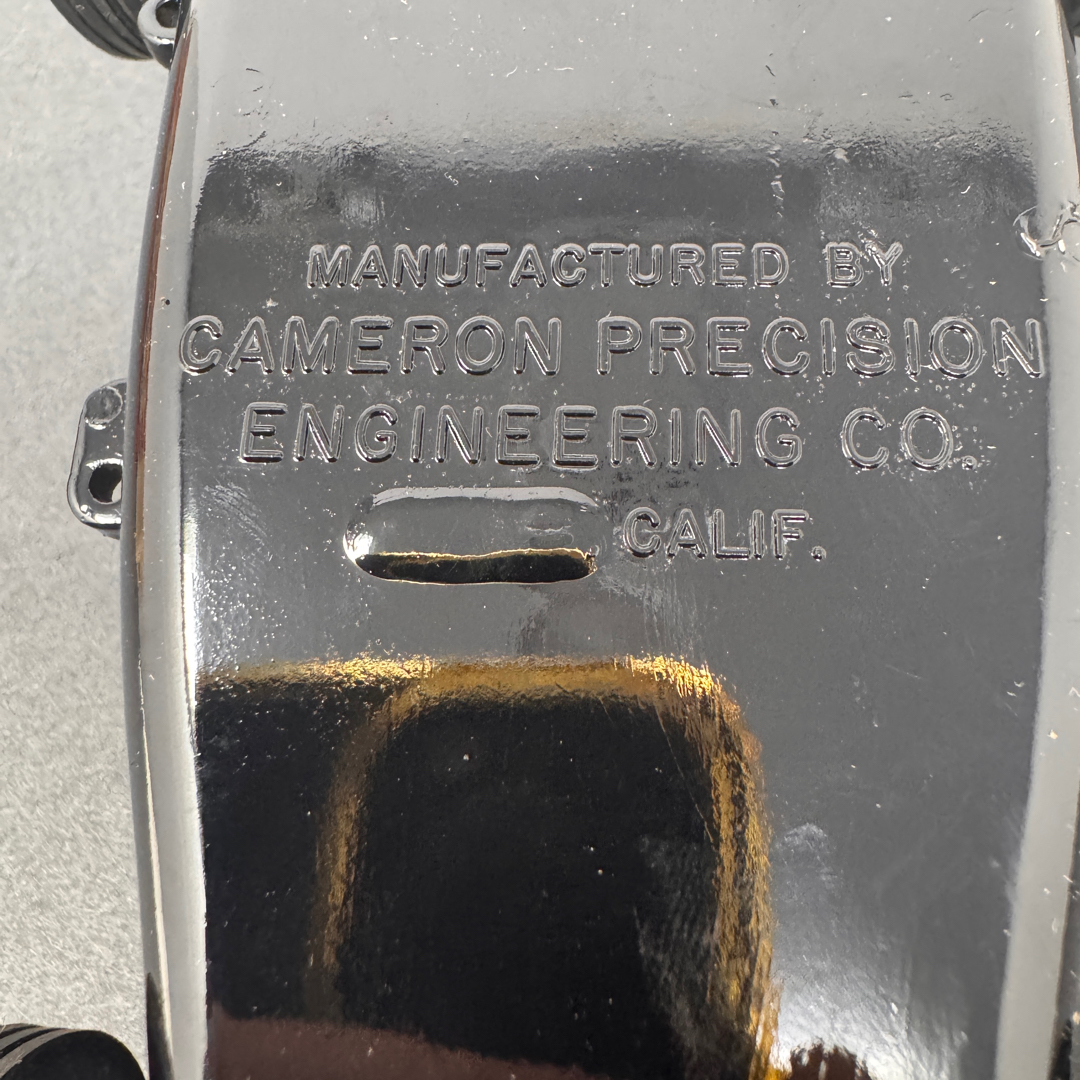 MANUFACTURED BY
CAMERON PRECISION
ENGINEERING CO.
CALIF.